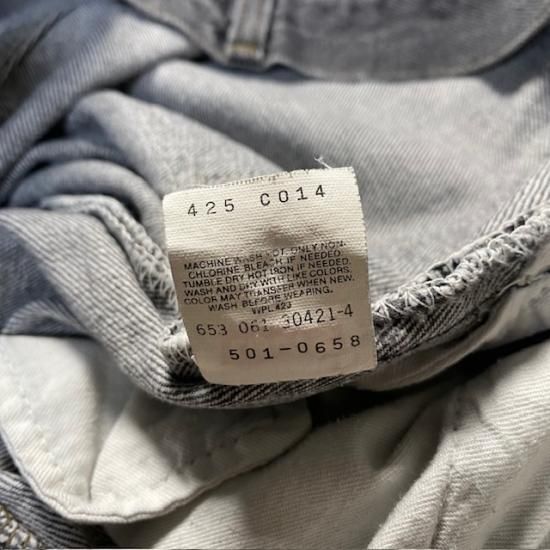 425 C014
MACHINE WASH HOT, ONLY NON-
CHLORINE BLEACH IF NEEDED
TUMBLE DRY HOT IRON IF NEEDED.
WASH AND DRY WITH LIKE COLORS.
COLOR MAY TRANSFER WHEN NEW.
WASH BEFORE WEARING.
WPL 423
653 061 30421-4
501-0658